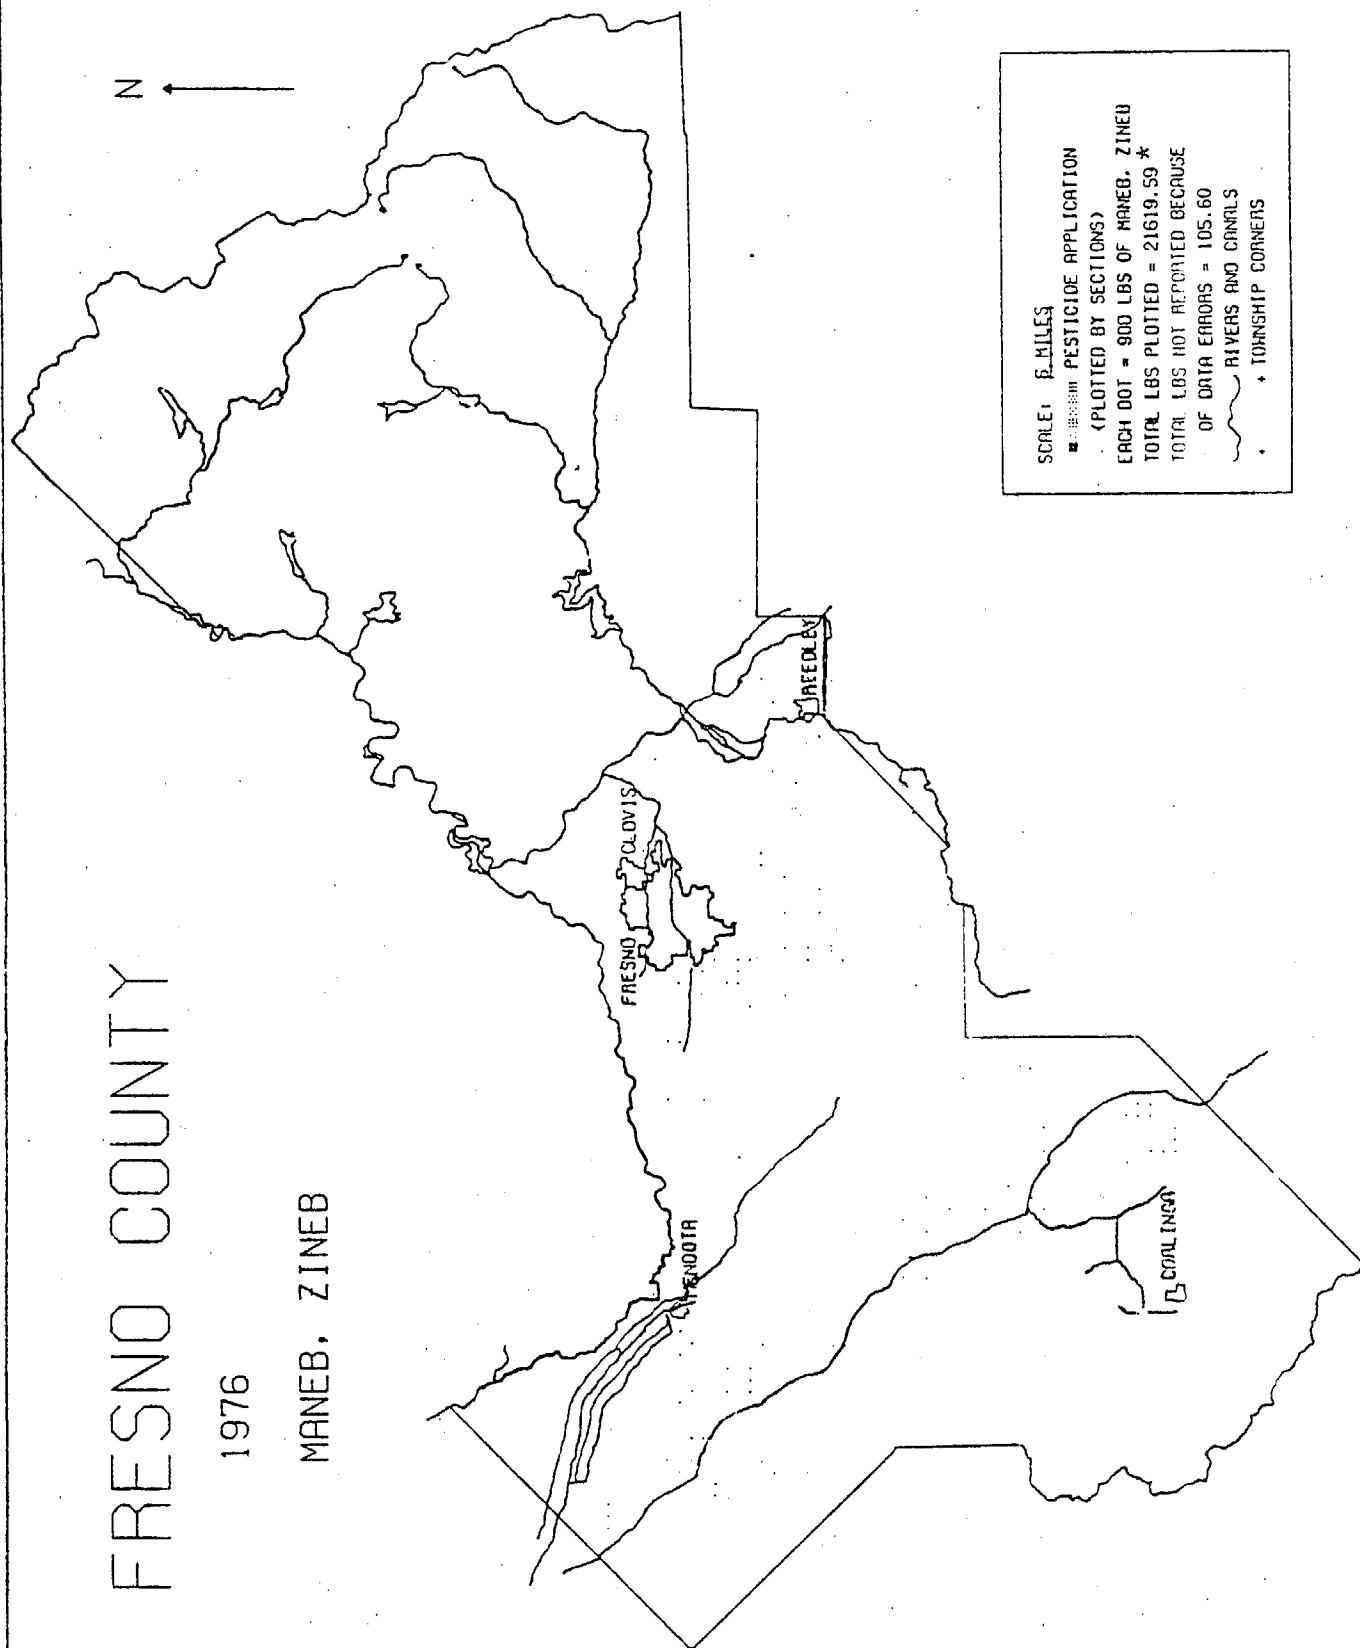 FRESNO COUNTY
1976
MANEB, ZINEB
N
FRESNO
CLOVIS
REEDLEY
MENDOTA
COALINGA
SCALE: 6 MILES
PESTICIDE APPLICATION
(PLOTTED BY SECTIONS)
EACH DOT = 900 LBS OF MANEB, ZINEB
TOTAL LBS PLOTTED = 21619.59 *
TOTAL LBS NOT REPORTED BECAUSE
OF DATA ERRORS = 105.60
RIVERS AND CANALS
+ + TOWNSHIP CORNERS